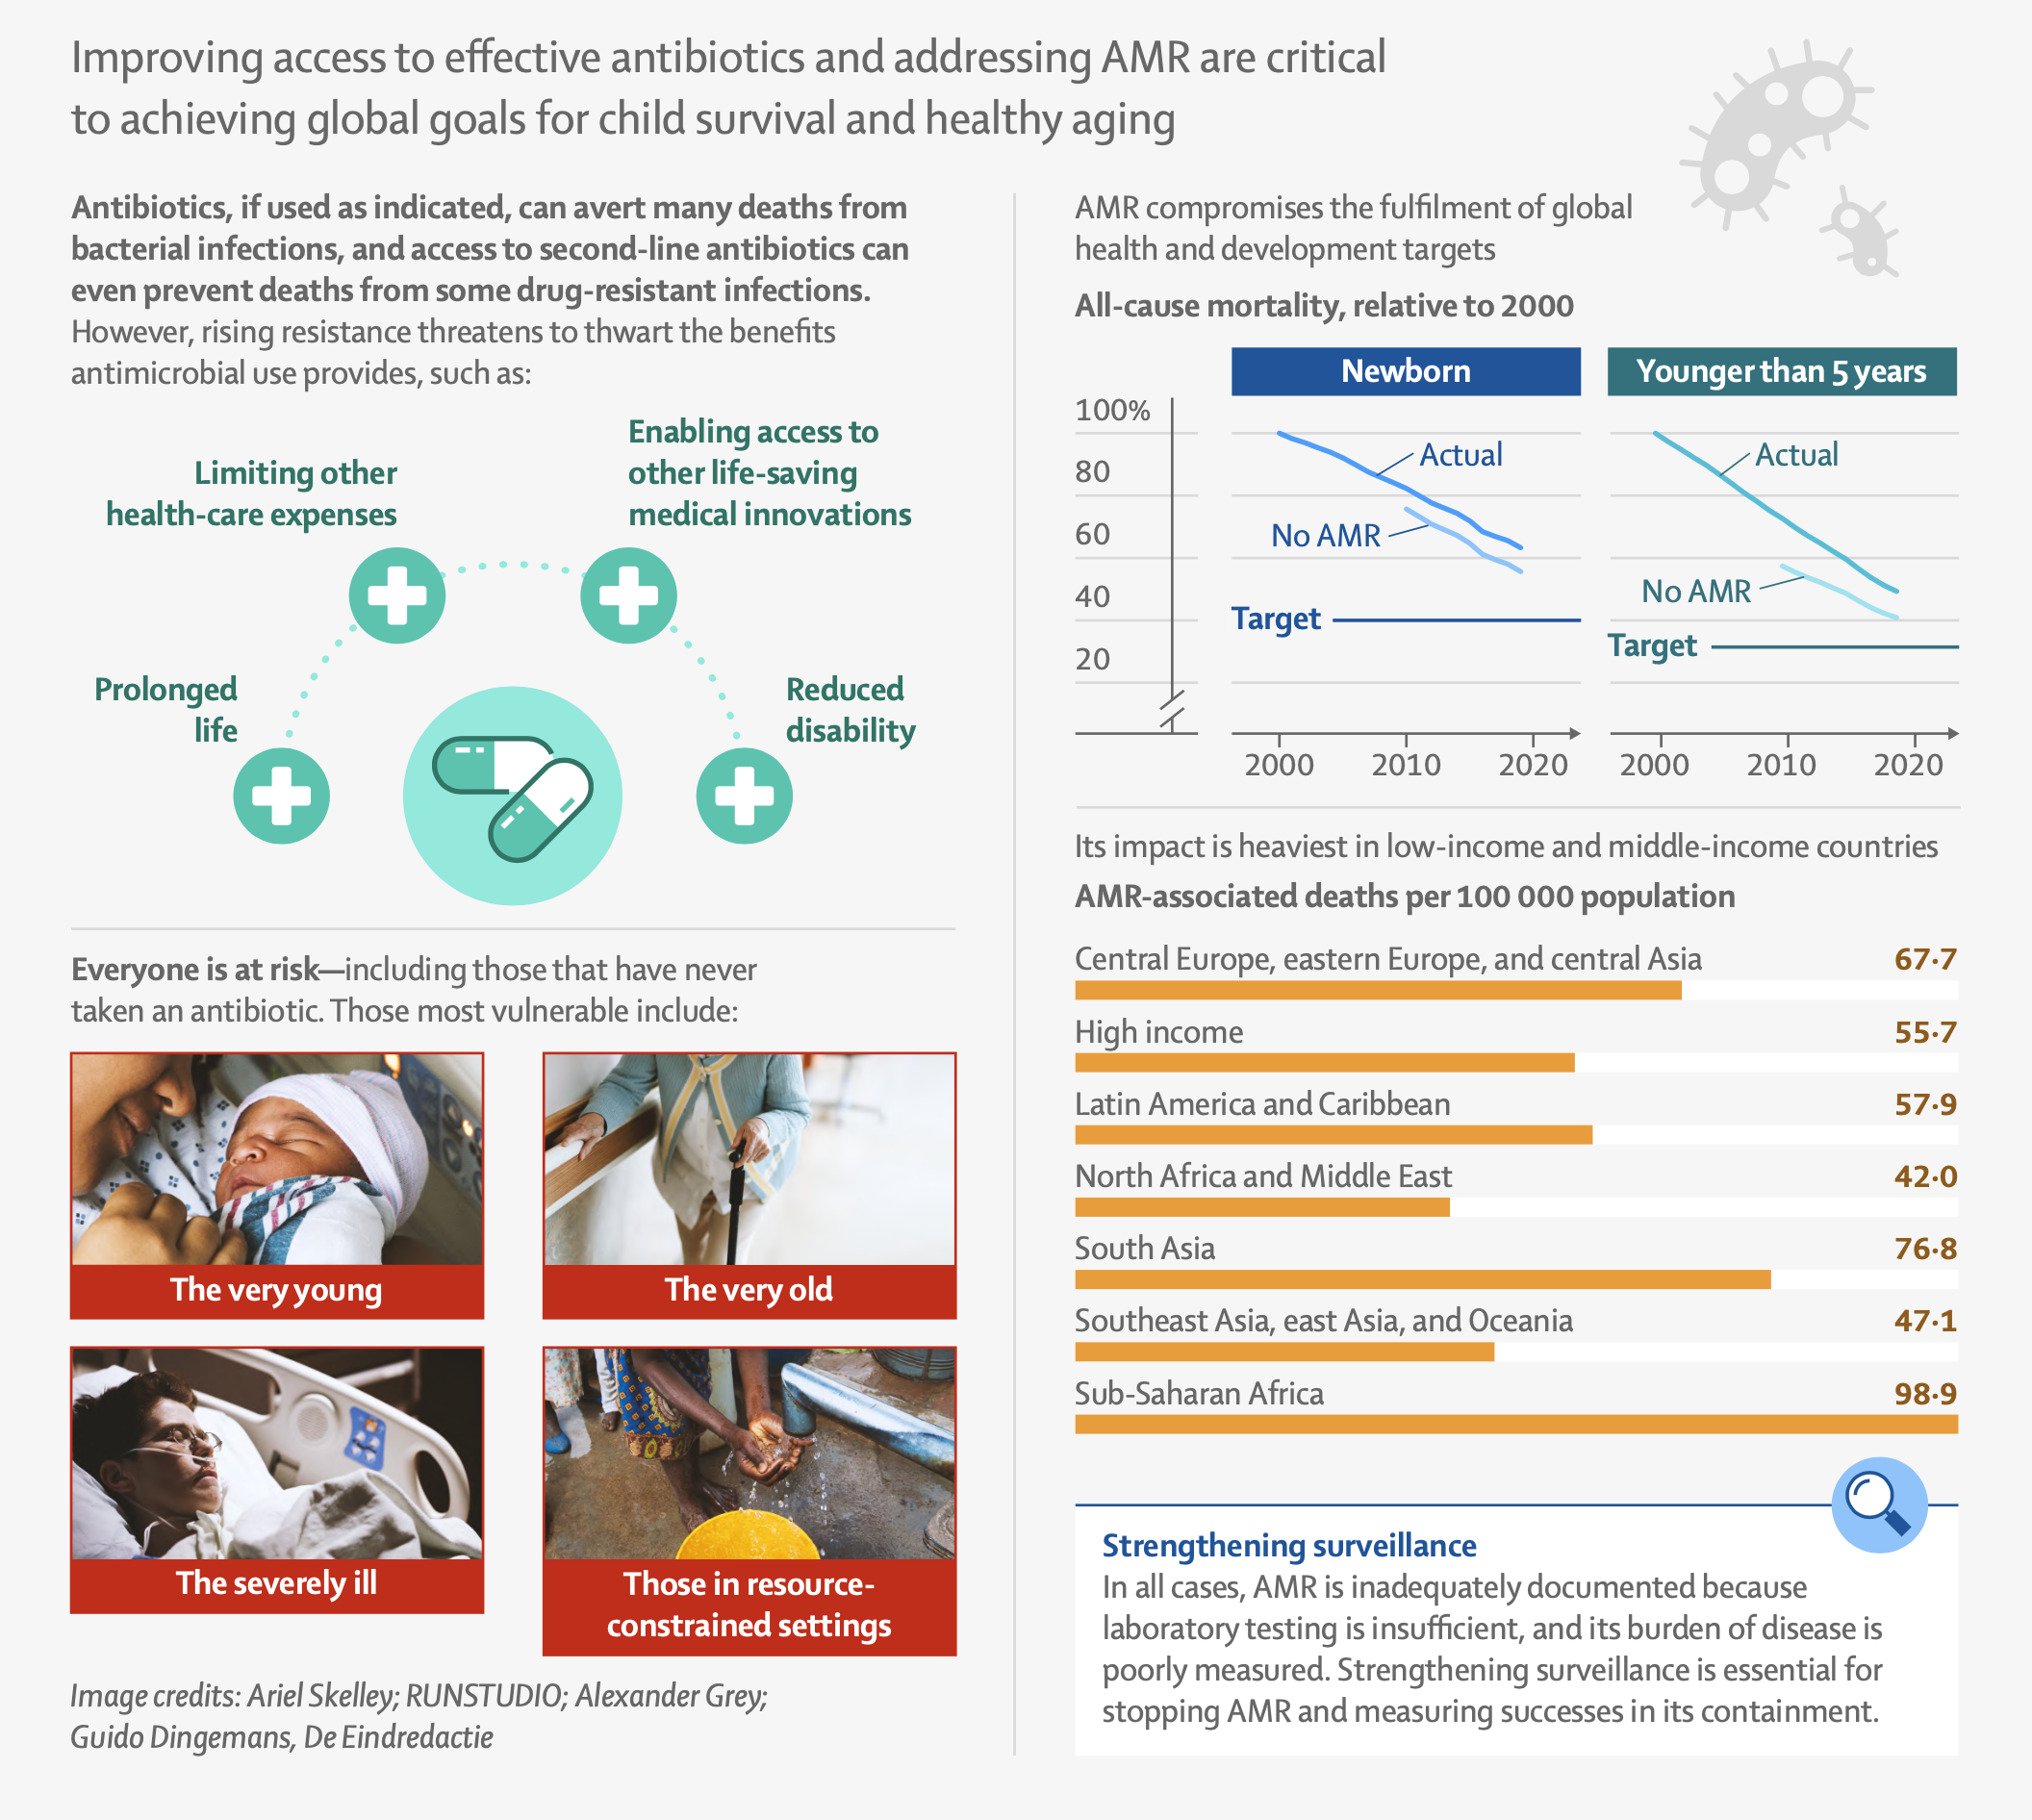 Improving access to effective antibiotics and addressing AMR are critical
to achieving global goals for child survival and healthy aging
Antibiotics, if used as indicated, can avert many deaths from
bacterial infections, and access to second-line antibiotics can
even prevent deaths from some drug-resistant infections.
However, rising resistance threatens to thwart the benefits
antimicrobial use provides, such as:
Limiting other
health-care expenses
Enabling access to
other life-saving
medical innovations
Prolonged
life
Reduced
disability
Everyone is at risk—including those that have never
taken an antibiotic. Those most vulnerable include:
The very young
The very old
The severely ill
Those in resource-
constrained settings
Image credits: Ariel Skelley; RUNSTUDIO; Alexander Grey;
Guido Dingemans, De Eindredactie
AMR compromises the fulfilment of global
health and development targets
All-cause mortality, relative to 2000
Newborn
Younger than 5 years
100%
80
60
40
20
Actual
No AMR
Target
Actual
No AMR
Target
2000 2010 2020
2000 2010 2020
Its impact is heaviest in low-income and middle-income countries
AMR-associated deaths per 100 000 population
Central Europe, eastern Europe, and central Asia 67·7
High income 55·7
Latin America and Caribbean 57·9
North Africa and Middle East 42·0
South Asia 76·8
Southeast Asia, east Asia, and Oceania 47·1
Sub-Saharan Africa 98·9
Strengthening surveillance
In all cases, AMR is inadequately documented because
laboratory testing is insufficient, and its burden of disease is
poorly measured. Strengthening surveillance is essential for
stopping AMR and measuring successes in its containment.